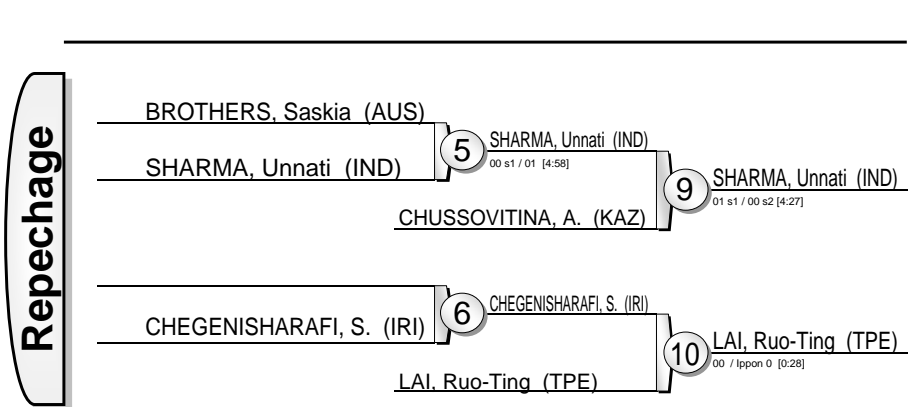 Repechage
BROTHERS, Saskia (AUS)
SHARMA, Unnati (IND)
5
SHARMA, Unnati (IND)
00 s1 / 01 [4:58]
CHUSSOVITINA, A. (KAZ)
9
SHARMA, Unnati (IND)
01 s1 / 00 s2 [4:27]
CHEGENISHARAFI, S. (IRI)
6
CHEGENISHARAFI, S. (IRI)
LAI, Ruo-Ting (TPE)
10
LAI, Ruo-Ting (TPE)
00 / Ippon 0 [0:28]